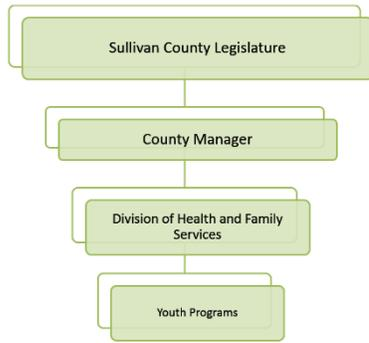 Sullivan County Legislature
County Manager
Division of Health and Family
Services
Youth Programs